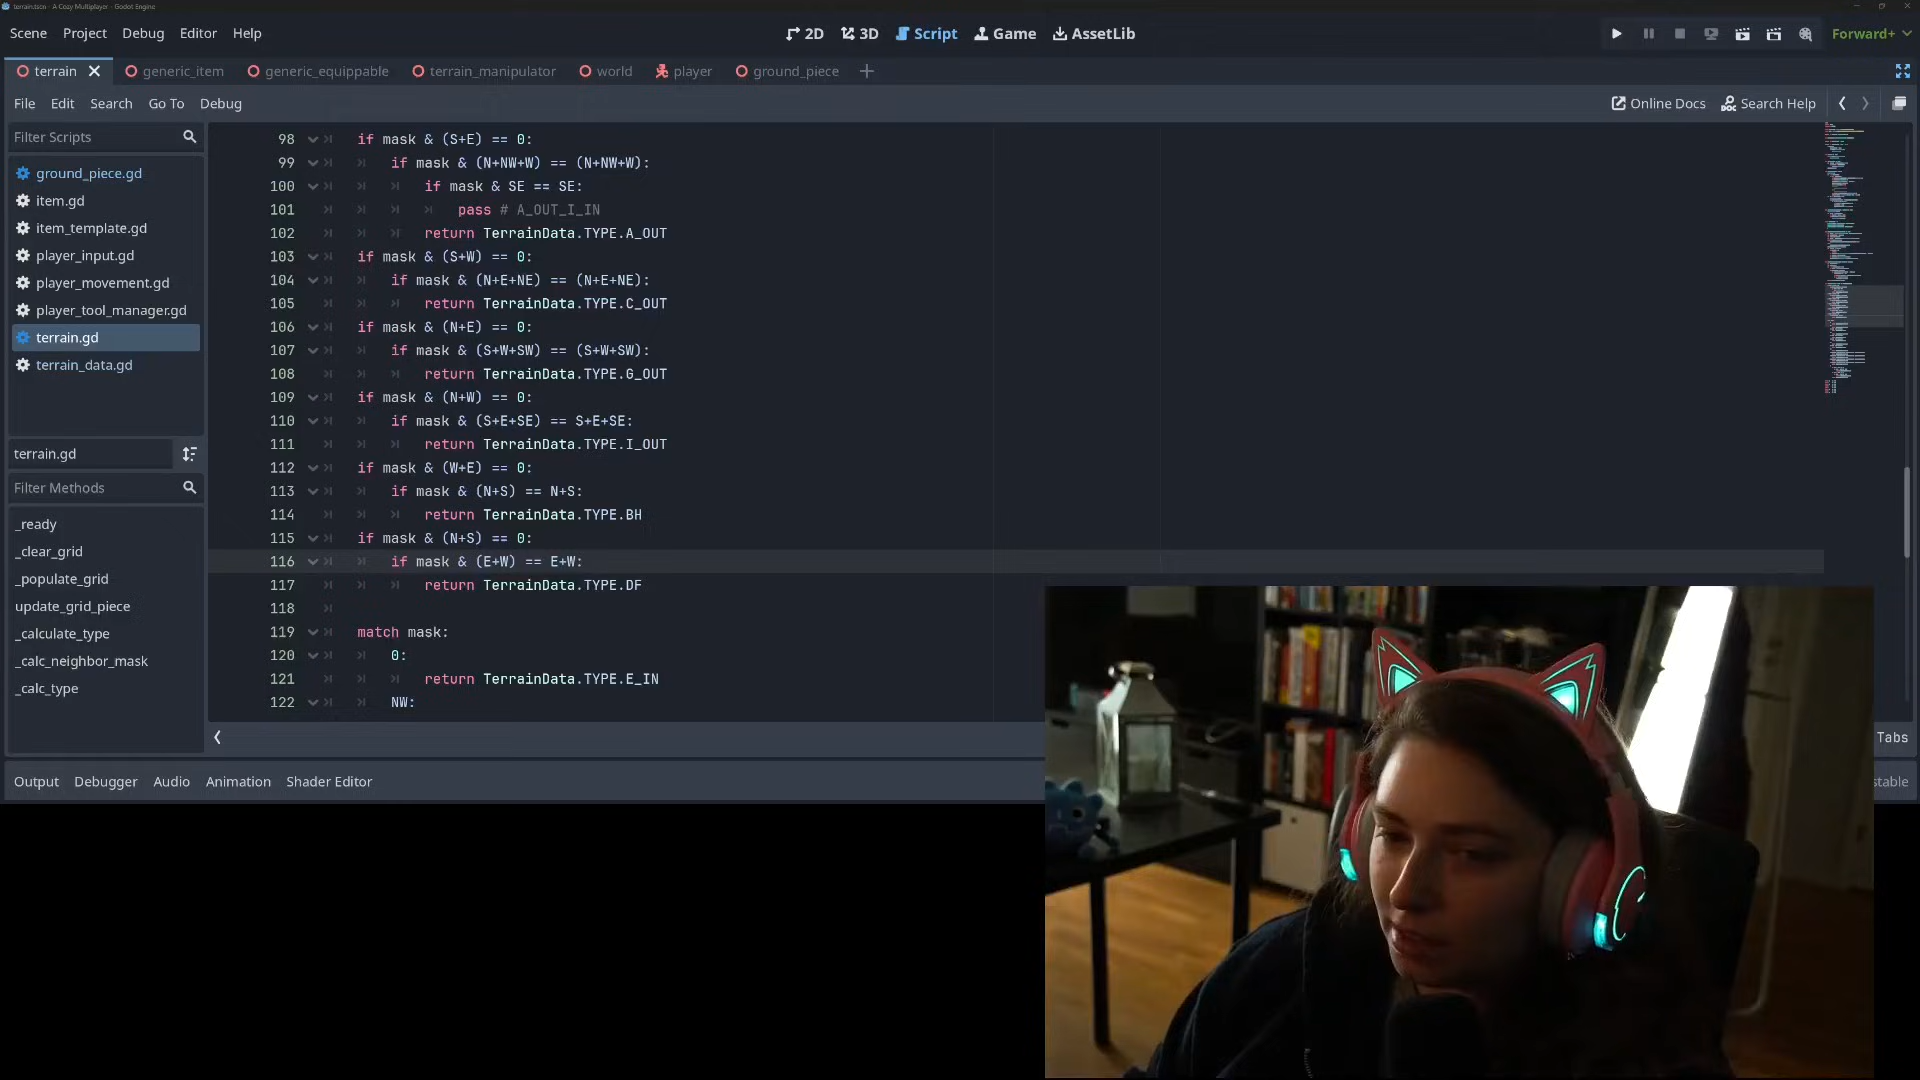 terrain.tscn - A Cozy Multiplayer - Godot Engine
Scene Project Debug Editor Help
2D 3D Script Game AssetLib
Forward+
terrain generic_item generic_equippable terrain_manipulator world player ground_piece
File Edit Search Go To Debug
Online Docs Search Help
Filter Scripts
ground_piece.gd
item.gd
item_template.gd
player_input.gd
player_movement.gd
player_tool_manager.gd
terrain.gd
terrain_data.gd
terrain.gd
Filter Methods
_ready
_clear_grid
_populate_grid
update_grid_piece
_calculate_type
_calc_neighbor_mask
_calc_type
98 if mask & (S+E) == 0:
99 if mask & (N+NW+W) == (N+NW+W):
100 if mask & SE == SE:
101 pass # A_OUT_I_IN
102 return TerrainData.TYPE.A_OUT
103 if mask & (S+W) == 0:
104 if mask & (N+E+NE) == (N+E+NE):
105 return TerrainData.TYPE.C_OUT
106 if mask & (N+E) == 0:
107 if mask & (S+W+SW) == (S+W+SW):
108 return TerrainData.TYPE.G_OUT
109 if mask & (N+W) == 0:
110 if mask & (S+E+SE) == S+E+SE:
111 return TerrainData.TYPE.I_OUT
112 if mask & (W+E) == 0:
113 if mask & (N+S) == N+S:
114 return TerrainData.TYPE.BH
115 if mask & (N+S) == 0:
116 if mask & (E+W) == E+W:
117 return TerrainData.TYPE.DF
118
119 match mask:
120 0:
121 return TerrainData.TYPE.E_IN
122 NW:
Tabs
Output Debugger Audio Animation Shader Editor
stable